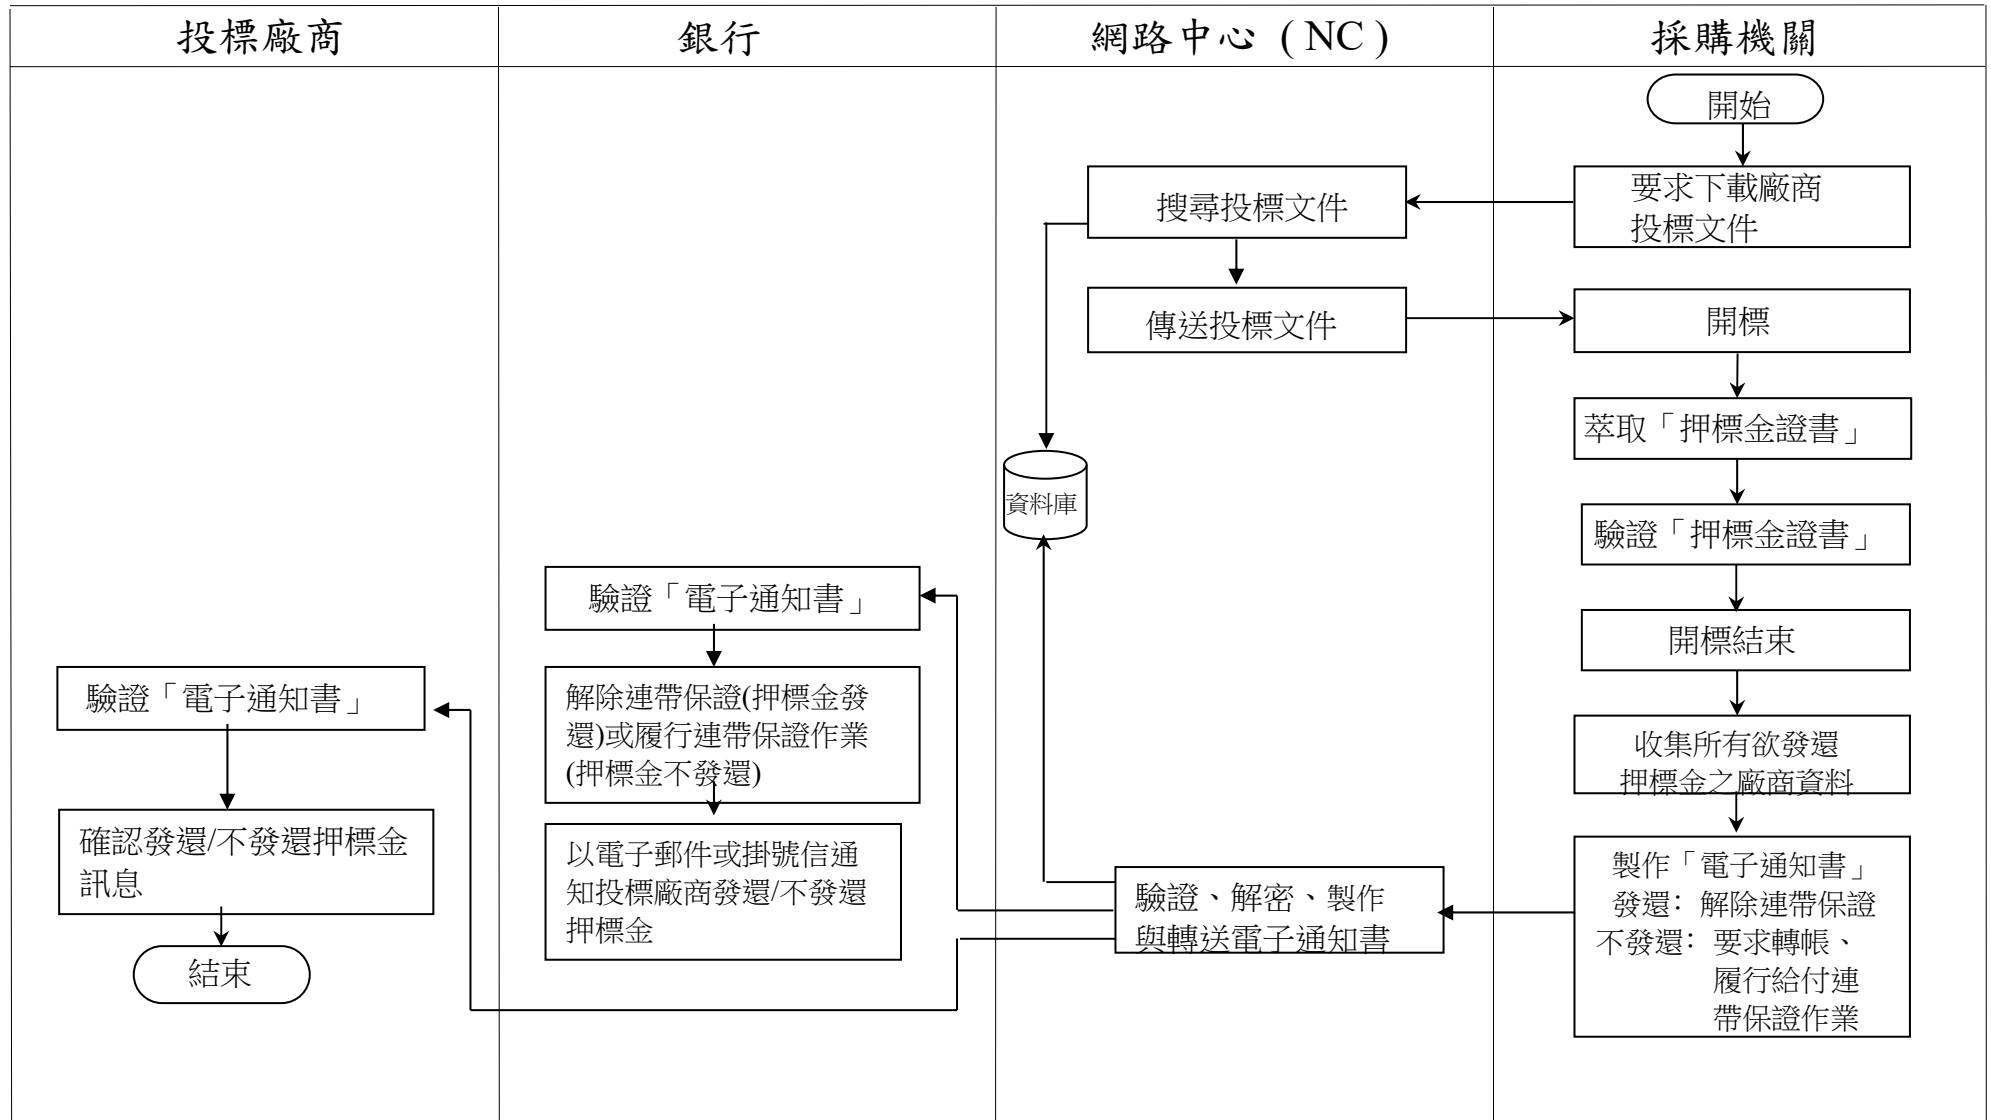 投標廠商
銀行
網路中心 ( NC )
採購機關
開始
要求下載廠商
投標文件
搜尋投標文件
傳送投標文件
開標
萃取「押標金證書」
資料庫
驗證「押標金證書」
驗證「電子通知書」
開標結束
驗證「電子通知書」
解除連帶保證(押標金發
還)或履行連帶保證作業
(押標金不發還)
收集所有欲發還
押標金之廠商資料
確認發還/不發還押標金
訊息
以電子郵件或掛號信通
知投標廠商發還/不發還
押標金
驗證、解密、製作
與轉送電子通知書
製作「電子通知書」
發還：解除連帶保證
不發還：要求轉帳、
履行給付連
帶保證作業
結束